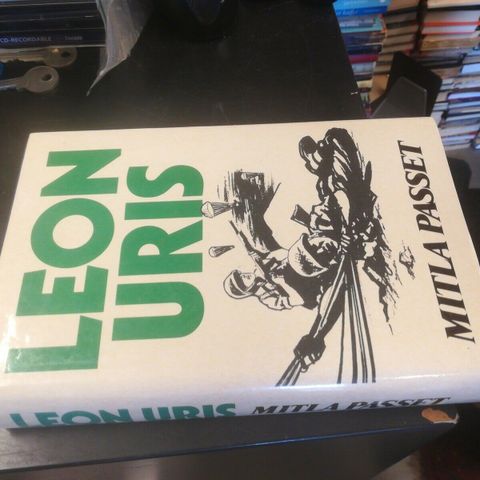 CD-RECORDABLE
LEON
URIS
MITLA PASSET
LEON URIS MITLA PASSET